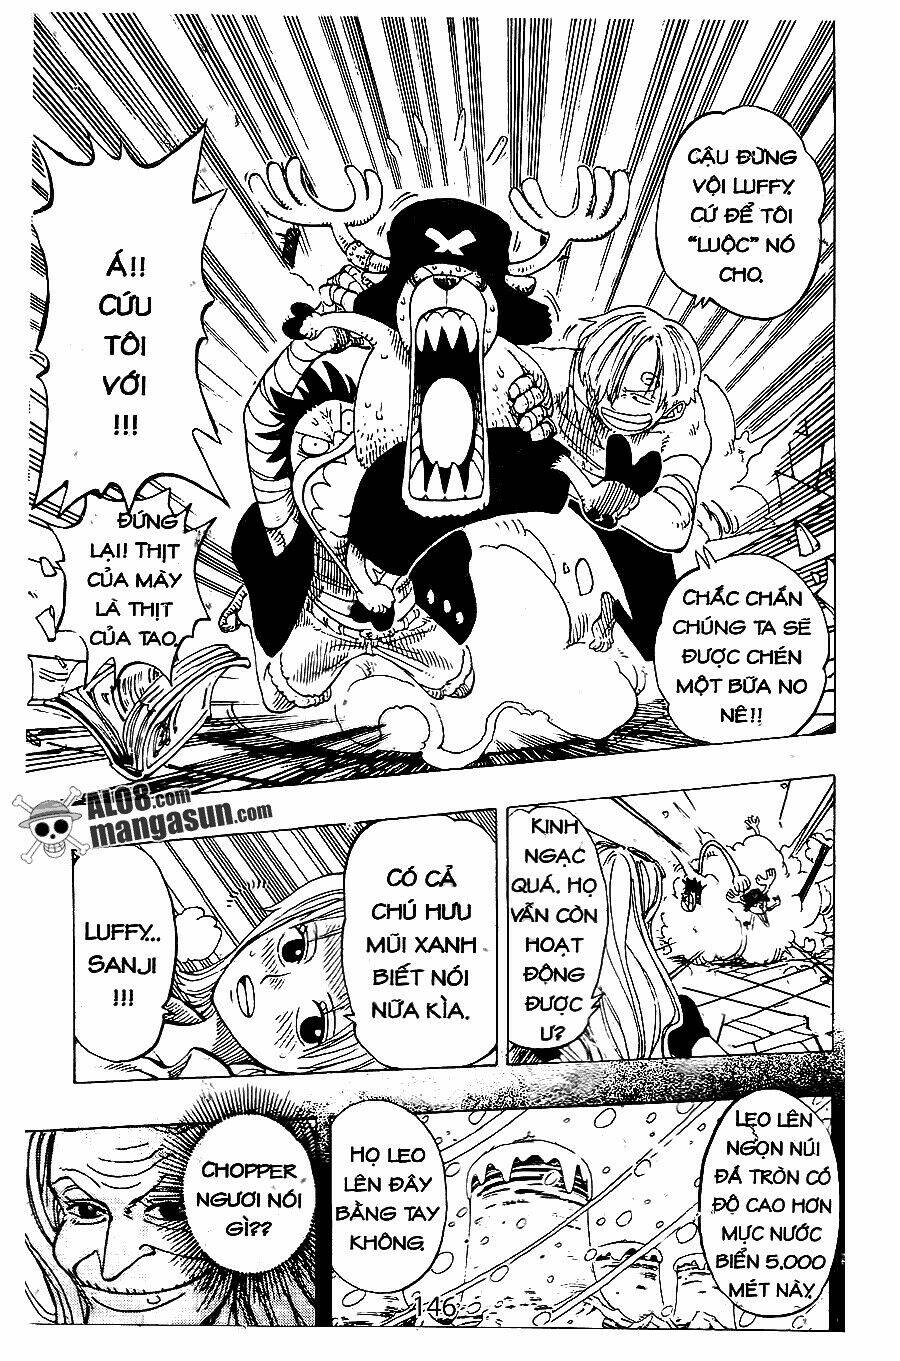 CẬU ĐỪNG
VỘI LUFFY.
CỨ ĐỂ TÔI
"LUỘC" NÓ
CHO.
Á!!
CỨU
TÔI
VỚI
!!!
ĐỨNG
LẠI! THỊT
CỦA MÀY
LÀ THỊT
CỦA TAO.
CHẮC CHẮN
CHÚNG TA SẼ
ĐƯỢC CHÉN
MỘT BỮA NO
NÊ!!
AL08.com
mangasun.com
KINH
NGẠC
QUÁ. HỌ
VẪN CÒN
HOẠT
ĐỘNG
ĐƯỢC
Ư?
CÓ CẢ
CHÚ HƯU
MŨI XANH
BIẾT NÓI
NỮA KÌA.
LUFFY...
SANJI
!!!
LEO LÊN
NGỌN NÚI
ĐÁ TRÒN CÓ
ĐỘ CAO HƠN
MỰC NƯỚC
BIỂN 5,000
MÉT NÀY.
HỌ LEO
LÊN ĐÂY
BẰNG TAY
KHÔNG.
CHOPPER
NGƯƠI NÓI
GÌ??
146